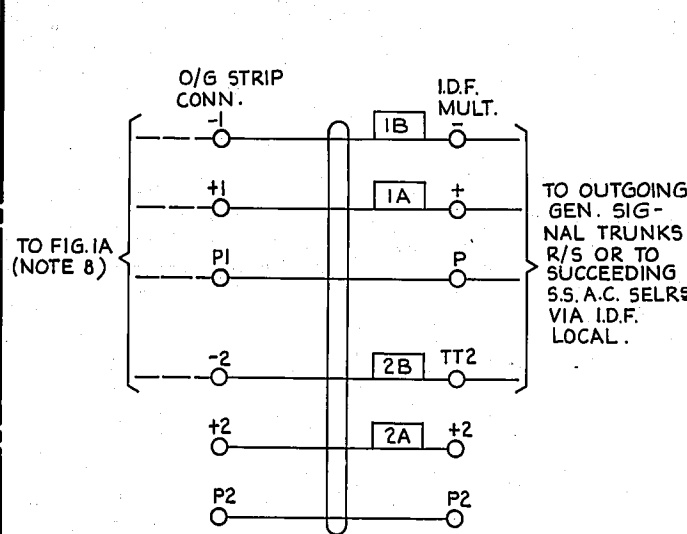 O/G STRIP
CONN.
I.D.F.
MULT.
-1
1B
-
+1
1A
+
P1
P
-2
2B
TT2
+2
2A
+2
P2
P2
TO FIG.1A
(NOTE 8)
TO OUTGOING
GEN. SIG-
NAL TRUNKS
R/S OR TO
SUCCEEDING
S.S.A.C. SELRS
VIA I.D.F.
LOCAL.